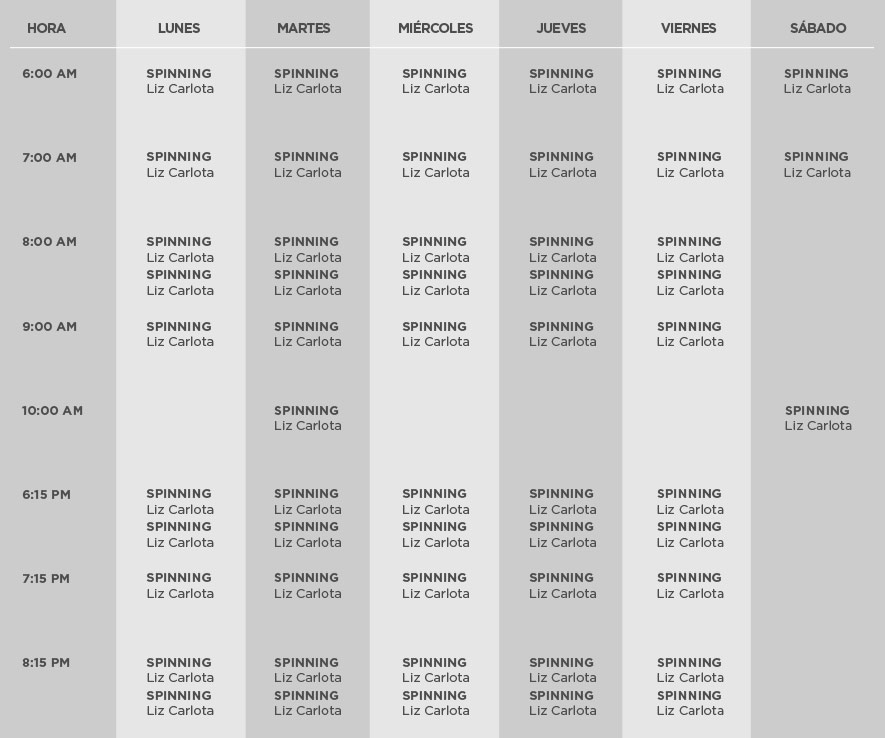 HORA LUNES MARTES MIÉRCOLES JUEVES VIERNES SÁBADO
6:00 AM SPINNING SPINNING SPINNING SPINNING SPINNING SPINNING
Liz Carlota Liz Carlota Liz Carlota Liz Carlota Liz Carlota Liz Carlota
7:00 AM SPINNING SPINNING SPINNING SPINNING SPINNING SPINNING
Liz Carlota Liz Carlota Liz Carlota Liz Carlota Liz Carlota Liz Carlota
8:00 AM SPINNING SPINNING SPINNING SPINNING SPINNING
Liz Carlota Liz Carlota Liz Carlota Liz Carlota Liz Carlota
SPINNING SPINNING SPINNING SPINNING SPINNING
Liz Carlota Liz Carlota Liz Carlota Liz Carlota Liz Carlota
9:00 AM SPINNING SPINNING SPINNING SPINNING SPINNING
Liz Carlota Liz Carlota Liz Carlota Liz Carlota Liz Carlota
10:00 AM SPINNING SPINNING
Liz Carlota Liz Carlota
6:15 PM SPINNING SPINNING SPINNING SPINNING SPINNING
Liz Carlota Liz Carlota Liz Carlota Liz Carlota Liz Carlota
SPINNING SPINNING SPINNING SPINNING SPINNING
Liz Carlota Liz Carlota Liz Carlota Liz Carlota Liz Carlota
7:15 PM SPINNING SPINNING SPINNING SPINNING SPINNING
Liz Carlota Liz Carlota Liz Carlota Liz Carlota Liz Carlota
8:15 PM SPINNING SPINNING SPINNING SPINNING SPINNING
Liz Carlota Liz Carlota Liz Carlota Liz Carlota Liz Carlota
SPINNING SPINNING SPINNING SPINNING SPINNING
Liz Carlota Liz Carlota Liz Carlota Liz Carlota Liz Carlota